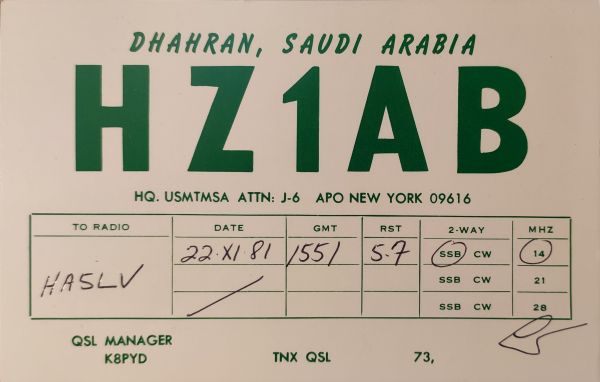 DHAHRAN, SAUDI ARABIA
HZ1AB
HQ. USMTMSA ATTN: J-6 APO NEW YORK 09616
TO RADIO DATE GMT RST 2-WAY MHZ
22·XI·81 1551 5·7 SSB CW 14
HA5LV SSB CW 21
SSB CW 28
QSL MANAGER
K8PYD TNX QSL 73,